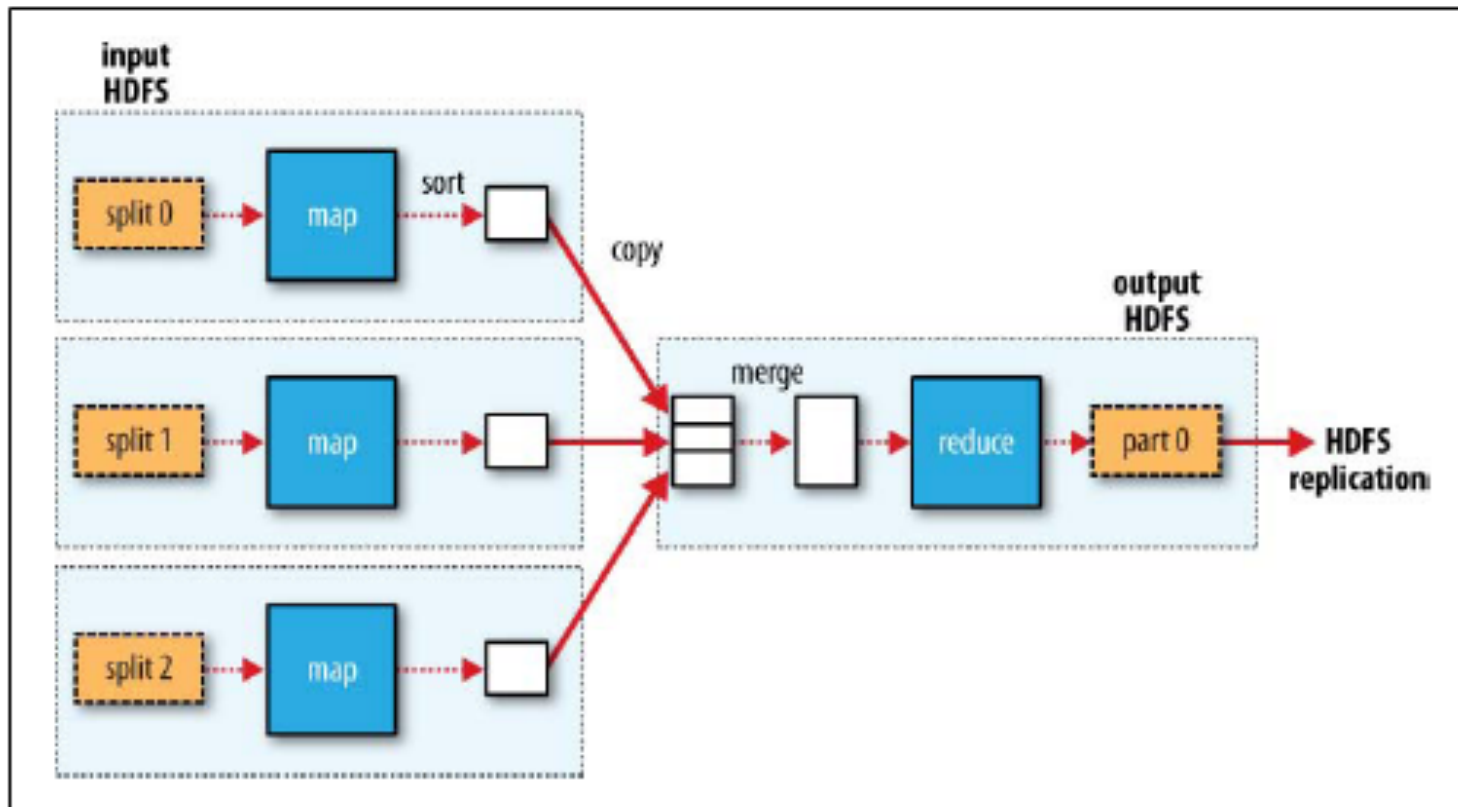 input
HDFS
split 0
map
sort
copy
split 1
map
split 2
map
merge
reduce
output
HDFS
part 0
HDFS
replication